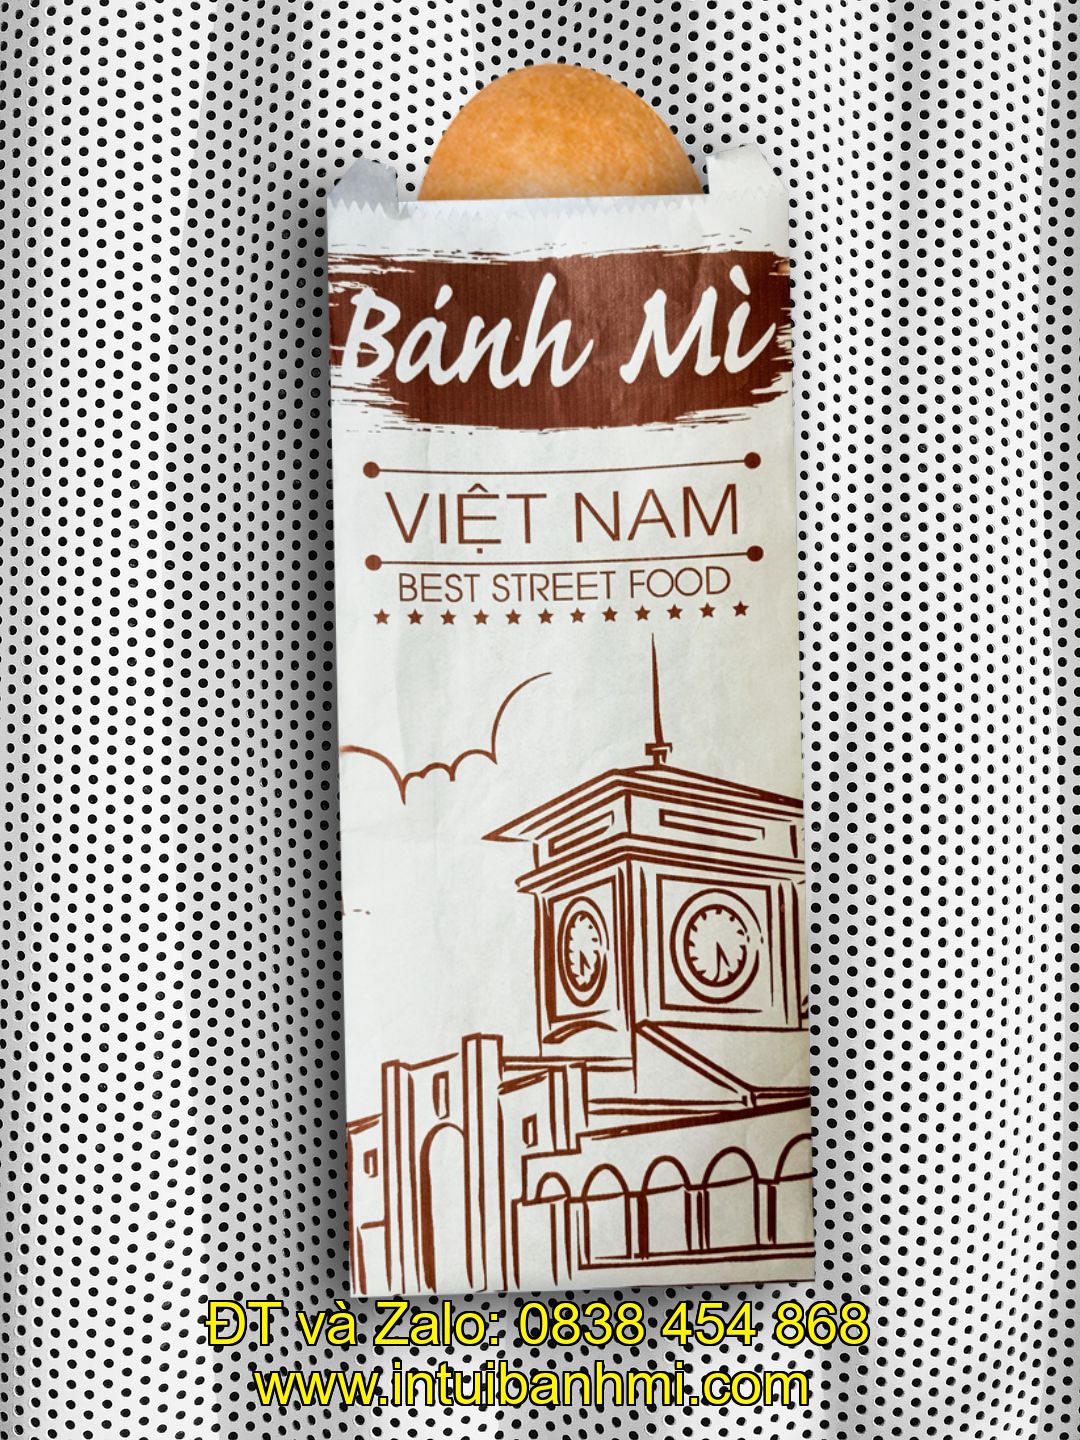 Bánh Mì
VIỆT NAM
BEST STREET FOOD
ĐT và Zalo: 0838 454 868
www.intuibanhmi.com